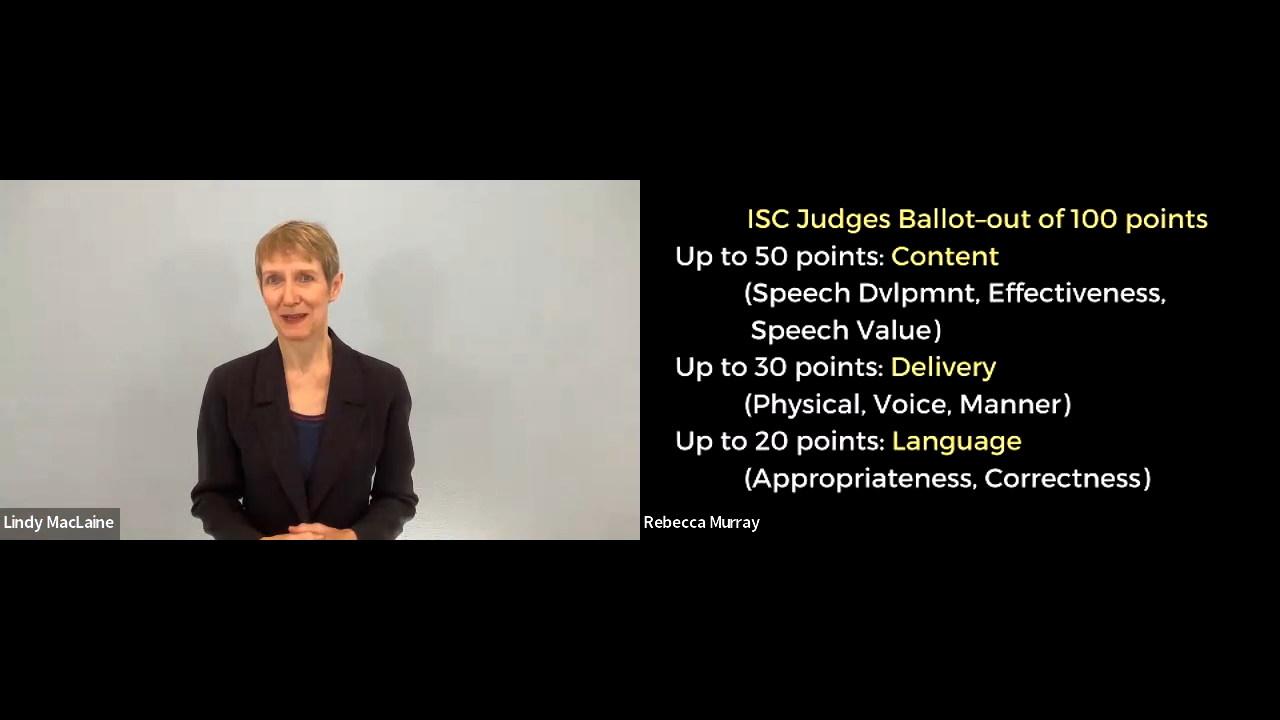 ISC Judges Ballot–out of 100 points
Up to 50 points: Content
(Speech Dvlpmnt, Effectiveness,
Speech Value)
Up to 30 points: Delivery
(Physical, Voice, Manner)
Up to 20 points: Language
(Appropriateness, Correctness)
Lindy MacLaine
Rebecca Murray